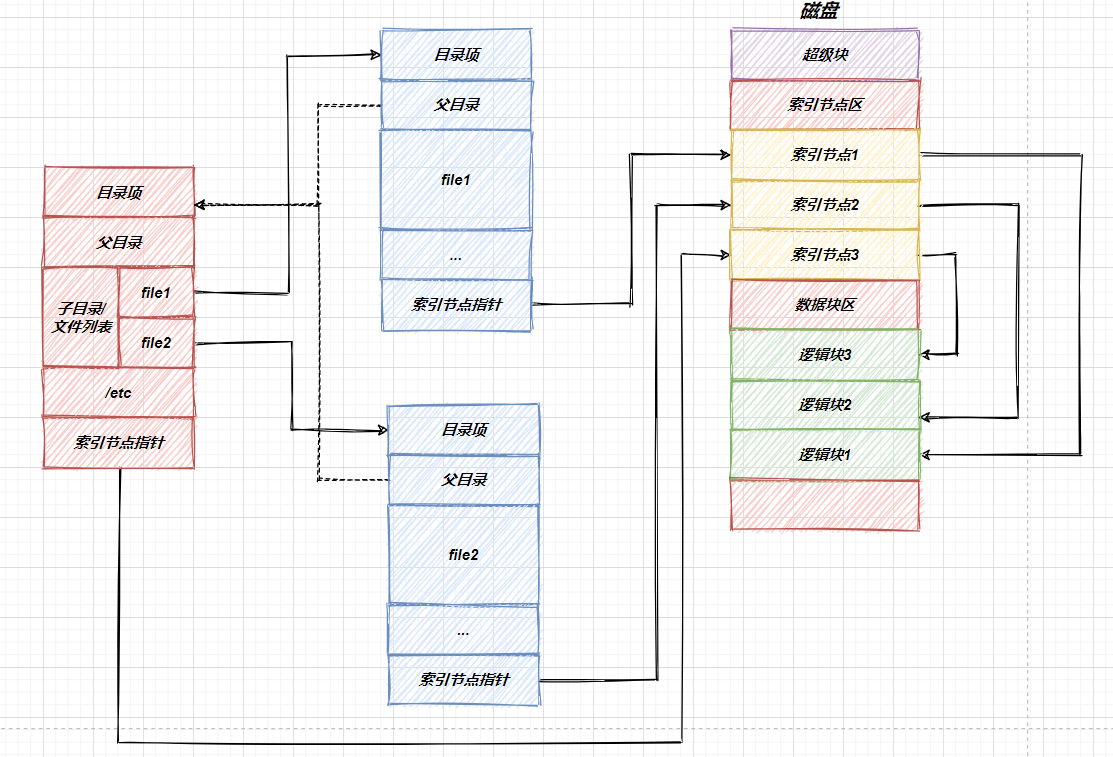 目录项
父目录
子目录/
文件列表
file1
file2
/etc
索引节点指针
目录项
父目录
file1
...
索引节点指针
目录项
父目录
file2
...
索引节点指针
磁盘
超级块
索引节点区
索引节点1
索引节点2
索引节点3
数据块区
逻辑块3
逻辑块2
逻辑块1